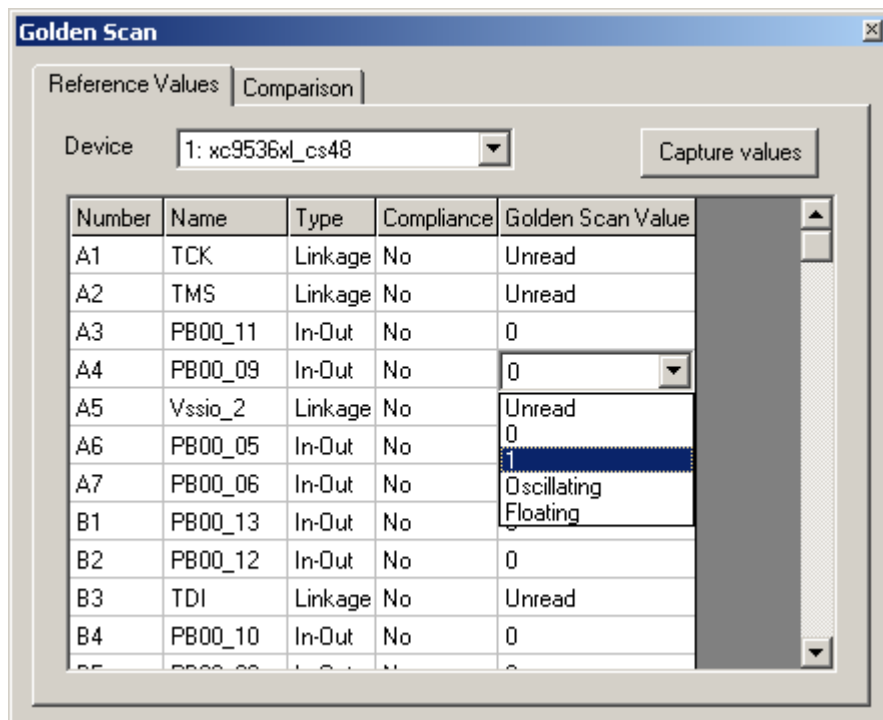 Golden Scan
Reference Values Comparison
Device 1: xc9536xl_cs48 Capture values
Number Name Type Compliance Golden Scan Value
A1 TCK Linkage No Unread
A2 TMS Linkage No Unread
A3 PB00_11 In-Out No 0
A4 PB00_09 In-Out No 0
A5 Vssio_2 Linkage No Unread
0
A6 PB00_05 In-Out No
1
A7 PB00_06 In-Out No Oscillating
Floating
B1 PB00_13 In-Out No
B2 PB00_12 In-Out No 0
B3 TDI Linkage No Unread
B4 PB00_10 In-Out No 0